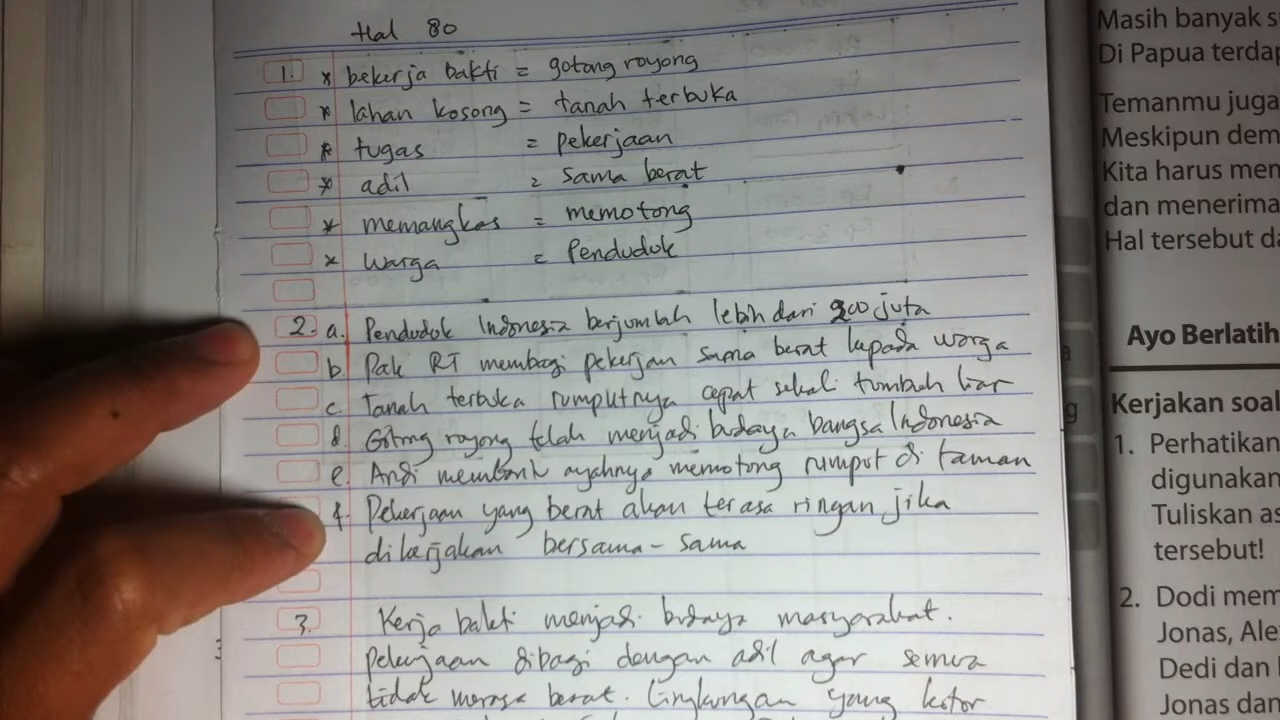 Hal 80
1. * bekerja bakti = gotong royong
* lahan kosong = tanah terbuka
* tugas = pekerjaan
* adil = sama berat
* memangkas = memotong
* warga = Pendudok
2. a. Pendudok Indonesia berjumlah lebih dari 200 juta
b. Pak RT membagi pekerjan sama berat kepada warga
c. Tanah terbuka rumputnya cepat sekali tumbuh liar
d. Gotong royong telah menjadi budaya bangsa Indonesia
e. Andi membantu ayahnya memotong rumput di taman
f. Pekerjaan yang berat akan terasa ringan jika
dikerjakan bersama-sama
3. Kerja bakti menjadi budaya masyarakat.
pekerjaan dibagi dengan adil agar semua
tidak merasa berat. lingkungan yang kotor
Masih banyak s
Di Papua terdap
Temanmu juga
Meskipun dem
Kita harus men
dan menerima
Hal tersebut da
Ayo Berlatih
Kerjakan soal
1. Perhatikan
digunakan
Tuliskan as
tersebut!
2. Dodi mem
Jonas, Ale
Dedi dan
Jonas dan